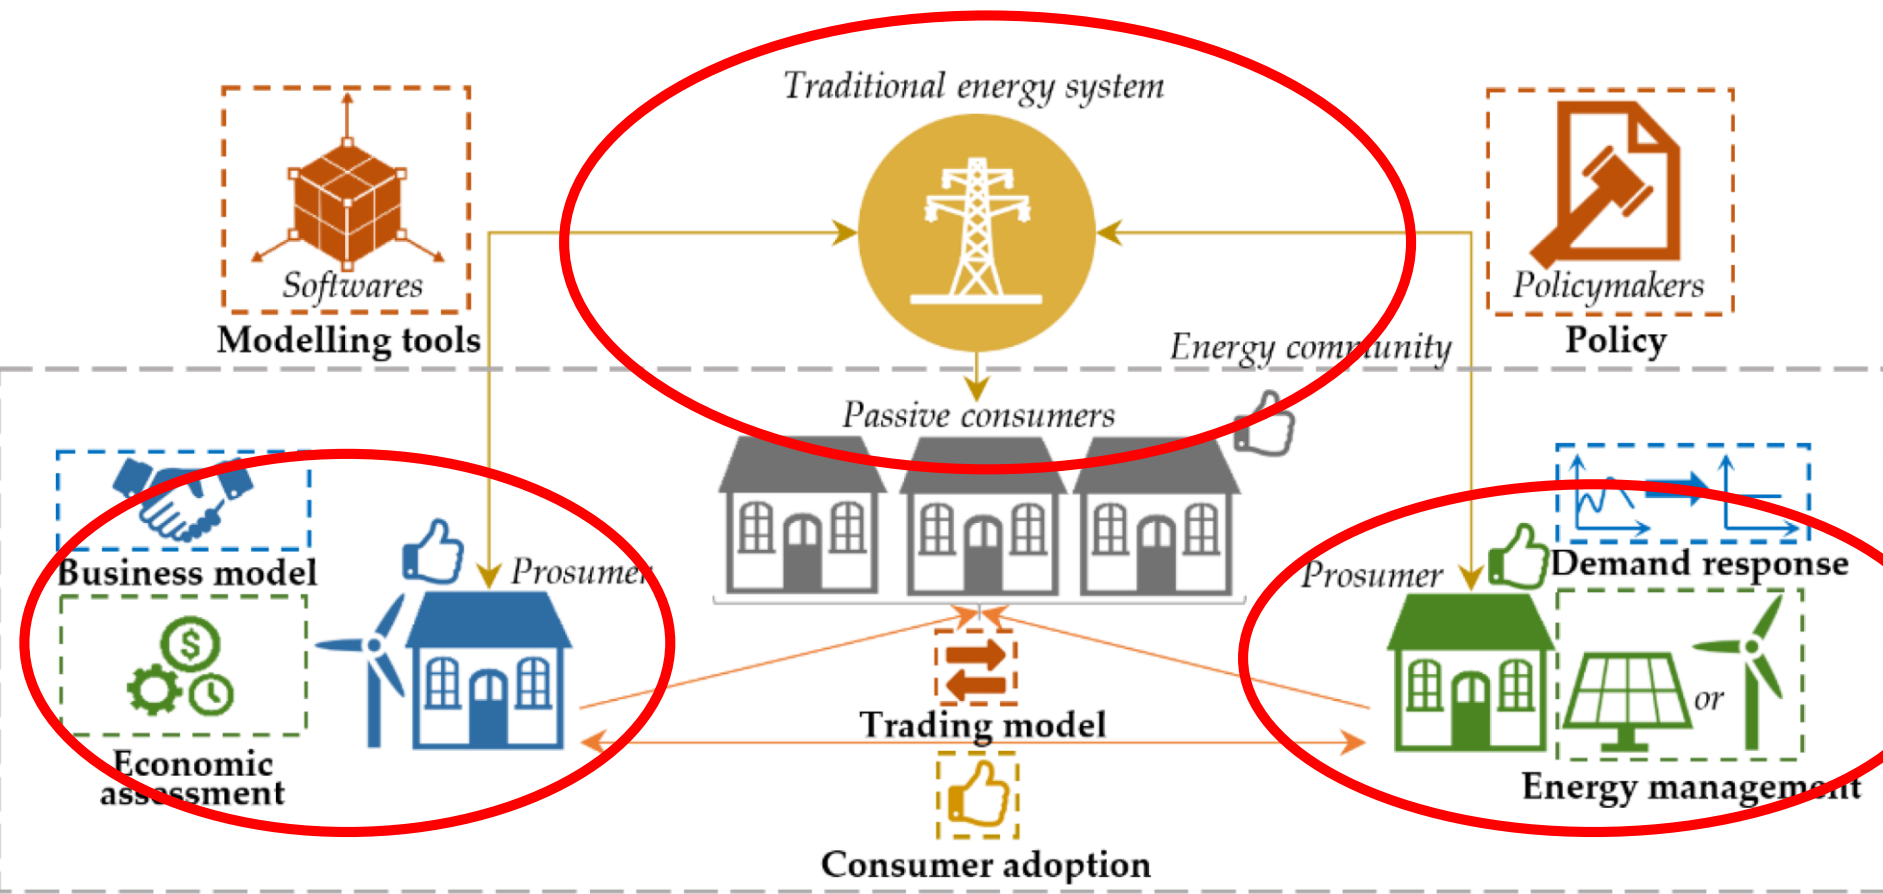 Traditional energy system
Softwares
Modelling tools
Policymakers
Policy
Energy community
Passive consumers
Business model
Prosumer
Economic
assessment
Prosumer
Demand response
or
Energy management
Trading model
Consumer adoption